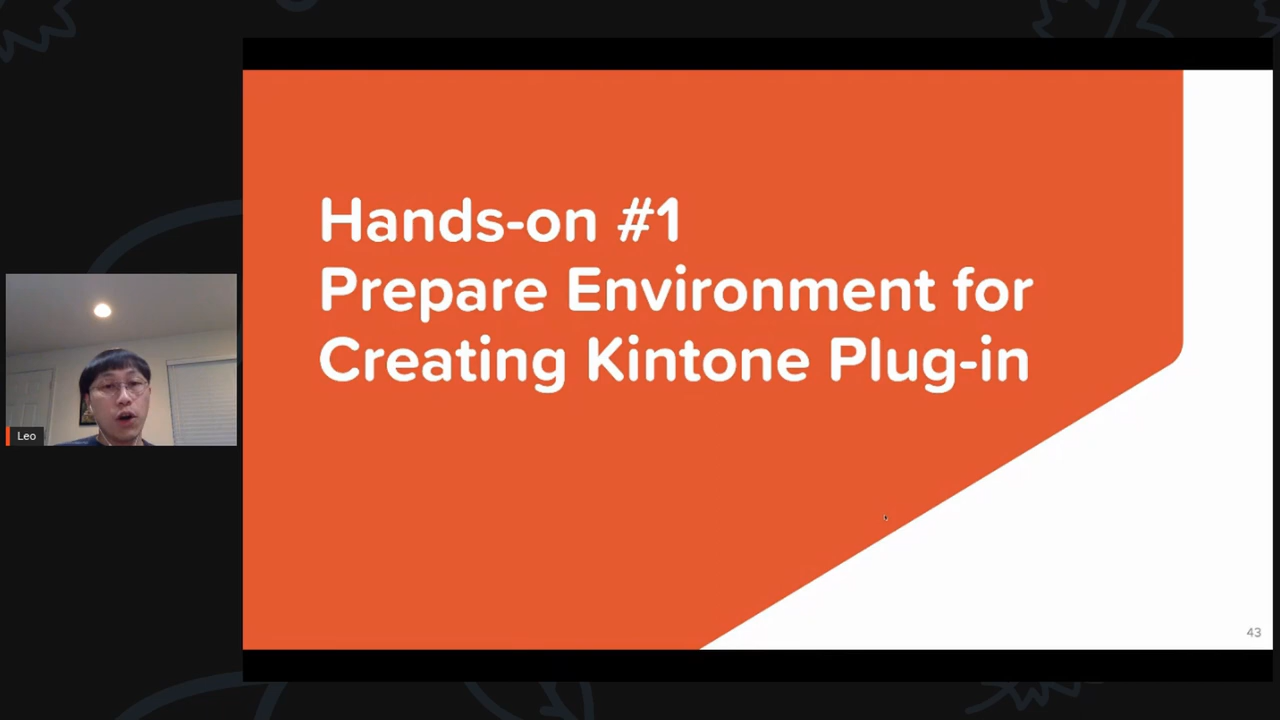 Hands-on #1
Prepare Environment for
Creating Kintone Plug-in
Leo
43